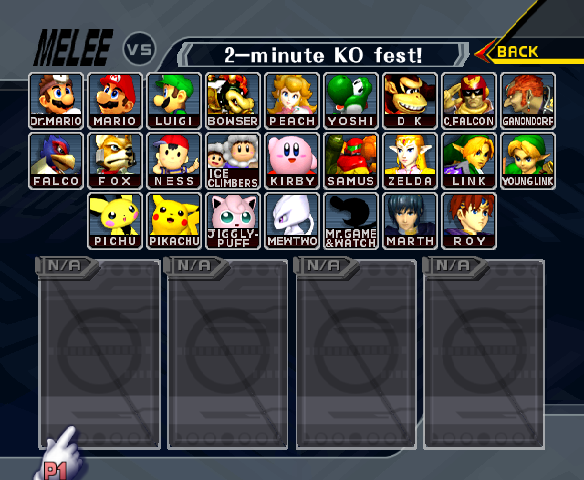 MELEE VS 2-minute KO fest! BACK
Dr.MARIO MARIO LUIGI BOWSER PEACH YOSHI D K C.FALCON GANONDORF
FALCO FOX NESS ICE CLIMBERS KIRBY SAMUS ZELDA LINK YOUNG LINK
PICHU PIKACHU JIGGLY-PUFF MEWTWO Mr.GAME & WATCH MARTH ROY
N/A N/A N/A N/A
P1